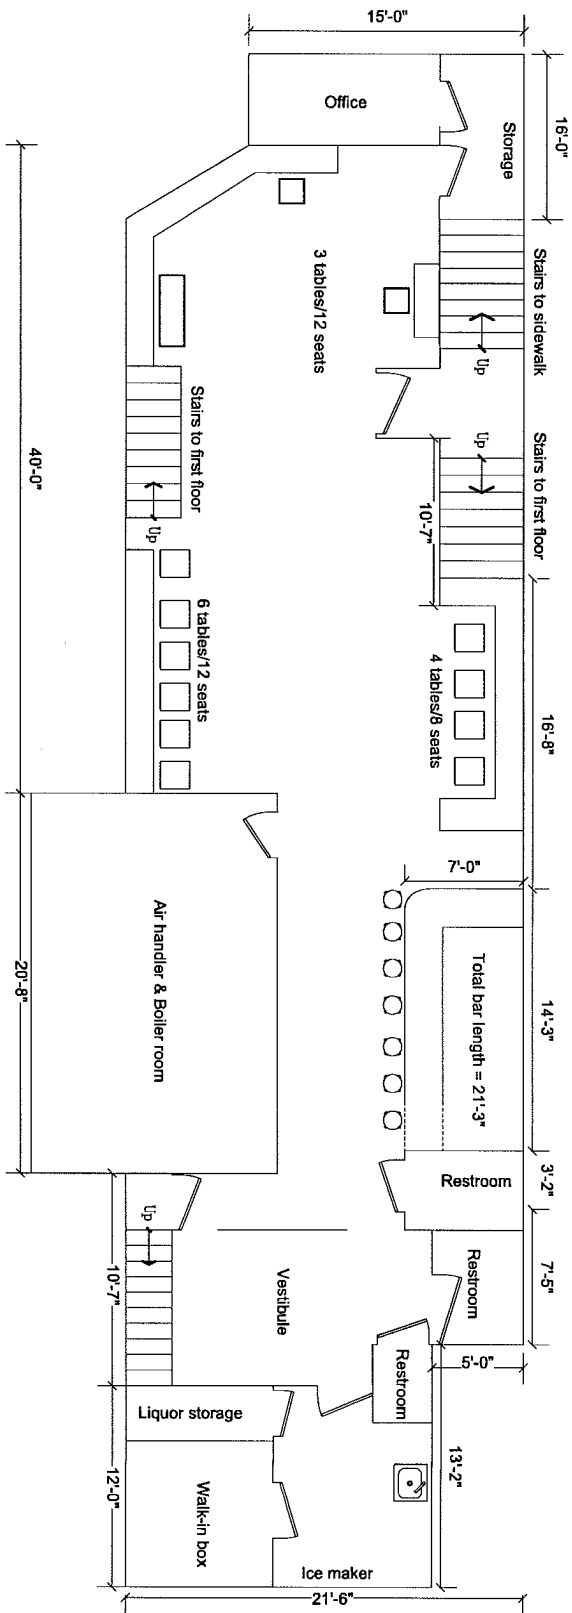 15'-0"
16'-0"
Office
Storage
Stairs to sidewalk
3 tables/12 seats
Up
Stairs to first floor
Up
Stairs to first floor
10'-7"
40'-0"
Up
6 tables/12 seats
4 tables/8 seats
16'-8"
7'-0"
Air handler & Boiler room
20'-8"
Total bar length = 21'-3"
14'-3"
Restroom
3'-2"
Up
Restroom
7'-5"
10'-7"
Vestibule
Restroom
5'-0"
Liquor storage
13'-2"
12'-0"
Walk-in box
Ice maker
21'-6"